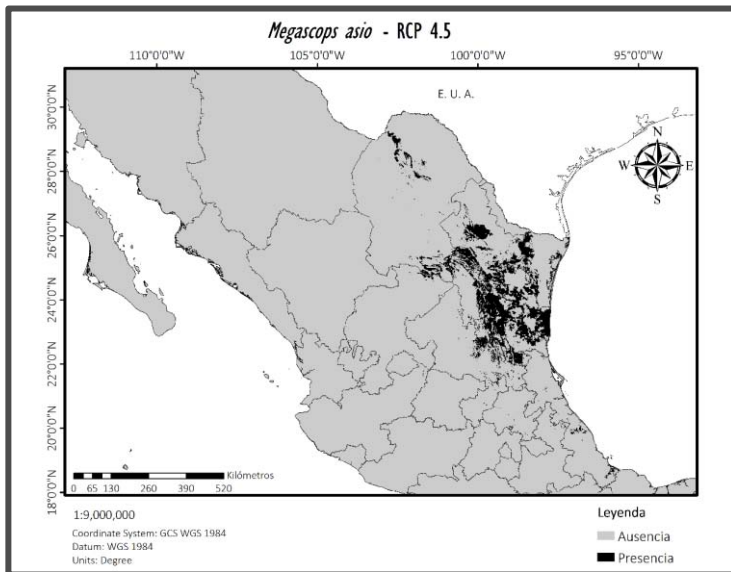 Megascops asio - RCP 4.5
110°0'0"W 105°0'0"W 100°0'0"W 95°0'0"W
E. U. A.
30°0'0"N
28°0'0"N
26°0'0"N
24°0'0"N
22°0'0"N
20°0'0"N
18°0'0"N
N
W E
S
Kilómetros
0 65 130 260 390 520
1:9,000,000
Coordinate System: GCS WGS 1984
Datum: WGS 1984
Units: Degree
Leyenda
Ausencia
Presencia